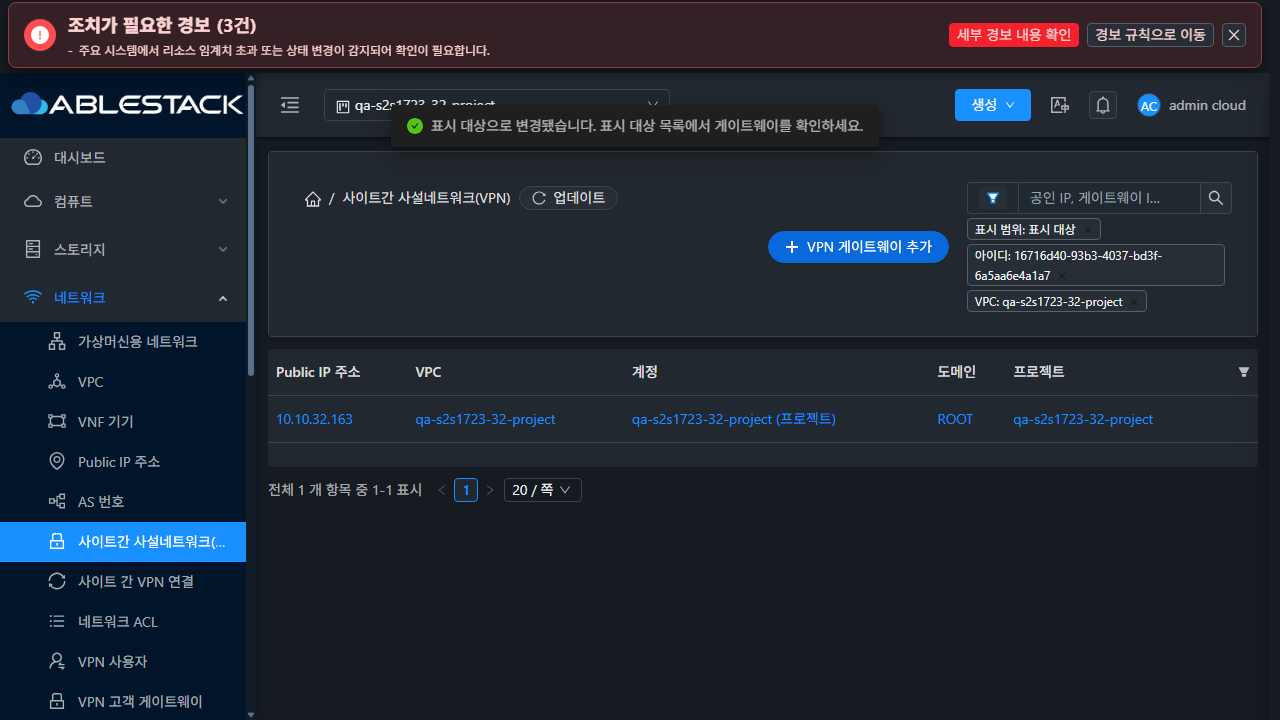 조치가 필요한 경보 (3건)
- 주요 시스템에서 리소스 임계치 초과 또는 상태 변경이 감지되어 확인이 필요합니다.
세부 경보 내용 확인
경보 규칙으로 이동
ABLESTACK
qa-s2s1723-32-project
생성
AC
admin cloud
표시 대상으로 변경됐습니다. 표시 대상 목록에서 게이트웨이를 확인하세요.
대시보드
컴퓨트
스토리지
네트워크
가상머신용 네트워크
VPC
VNF 기기
Public IP 주소
AS 번호
사이트간 사설네트워크(...
사이트 간 VPN 연결
네트워크 ACL
VPN 사용자
VPN 고객 게이트웨이
/ 사이트간 사설네트워크(VPN)
업데이트
VPN 게이트웨이 추가
공인 IP, 게이트웨이 I...
표시 범위: 표시 대상
아이디: 16716d40-93b3-4037-bd3f-
6a5aa6e4a1a7
VPC: qa-s2s1723-32-project
Public IP 주소 VPC 계정 도메인 프로젝트
10.10.32.163 qa-s2s1723-32-project qa-s2s1723-32-project (프로젝트) ROOT qa-s2s1723-32-project
전체 1 개 항목 중 1-1 표시
1
20 / 쪽